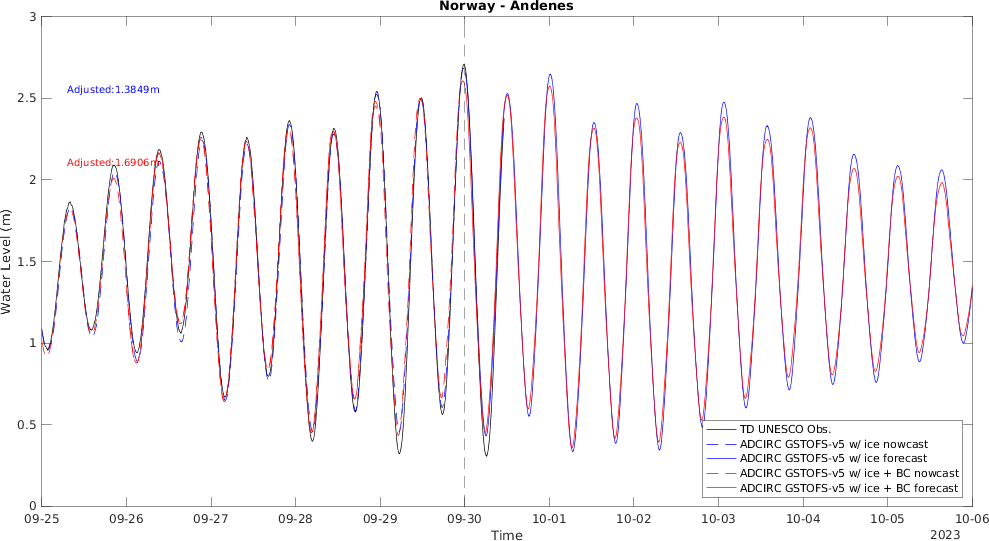 Norway - Andenes
3
2.5
2
1.5
1
0.5
0
Water Level (m)
Adjusted:1.3849m
Adjusted:1.6906m
TD UNESCO Obs.
ADCIRC GSTOFS-v5 w/ ice nowcast
ADCIRC GSTOFS-v5 w/ ice forecast
ADCIRC GSTOFS-v5 w/ ice + BC nowcast
ADCIRC GSTOFS-v5 w/ ice + BC forecast
09-25 09-26 09-27 09-28 09-29 09-30 10-01 10-02 10-03 10-04 10-05 10-06
Time
2023